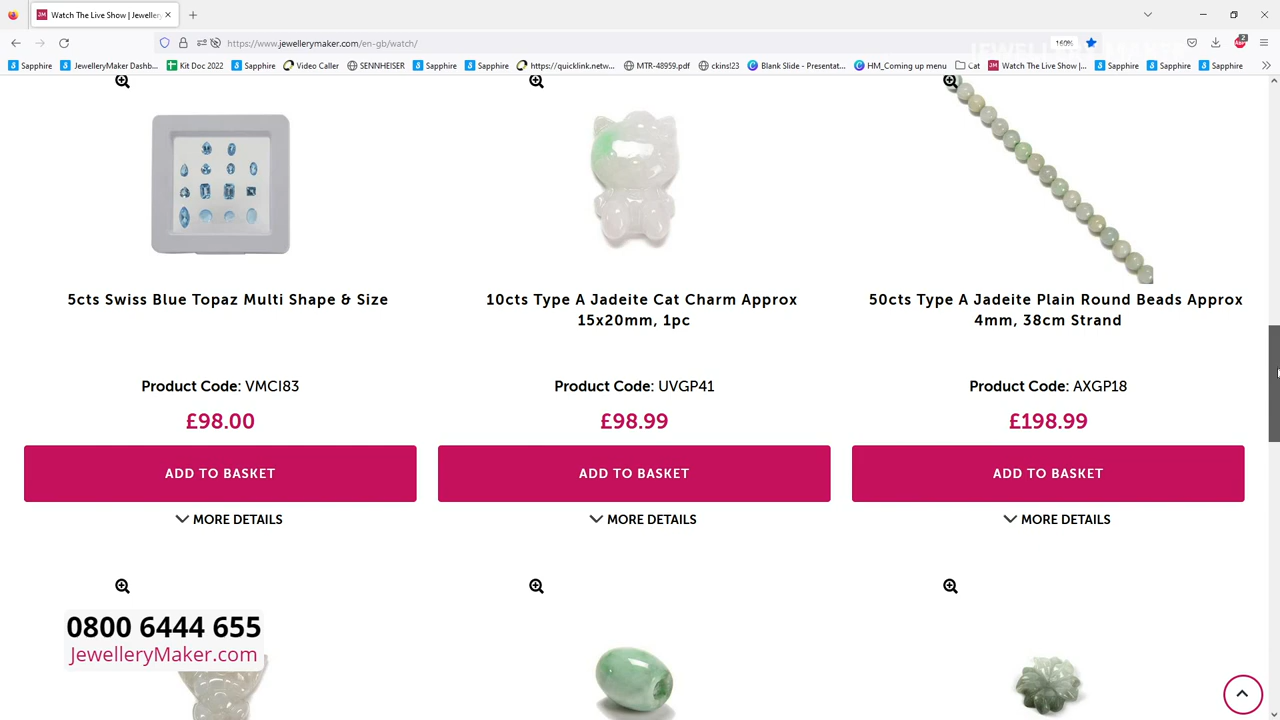 Watch The Live Show | Jeweller
https://www.jewellerymaker.com
gb/watch/
160%
2
Sapphire
JewelleryMaker Dashb...
Kit Doc 2022
Sapphire
Video Caller
SENNHEISER
Sapphire
Sapphire
https://quicklink.netw...
MTR-48959.pdf
ckins!23
Blank Slide - Presentat...
HM_Coming up menu
Cat
Watch The Live Show |...
Sapphire
Sapphire
Sapphire
5cts Swiss Blue Topaz Multi Shape & Size
Product Code: VMCI83
£98.00
ADD TO BASKET
MORE DETAILS
10cts Type A Jadeite Cat Charm Approx
15x20mm, 1pc
Product Code: UVGP41
£98.99
ADD TO BASKET
MORE DETAILS
50cts Type A Jadeite Plain Round Beads Approx
4mm, 38cm Strand
Product Code: AXGP18
£198.99
ADD TO BASKET
MORE DETAILS
0800 6444 655
JewelleryMaker.com